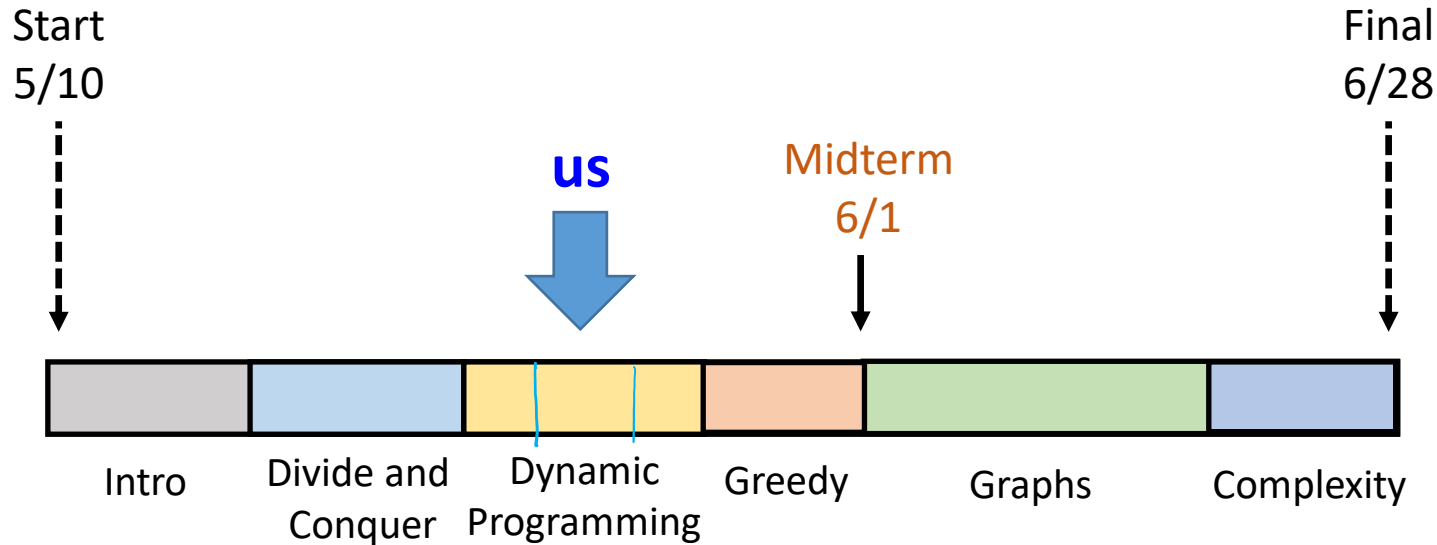 Start
5/10
us
Midterm
6/1
Final
6/28
Intro
Divide and
Conquer
Dynamic
Programming
Greedy
Graphs
Complexity